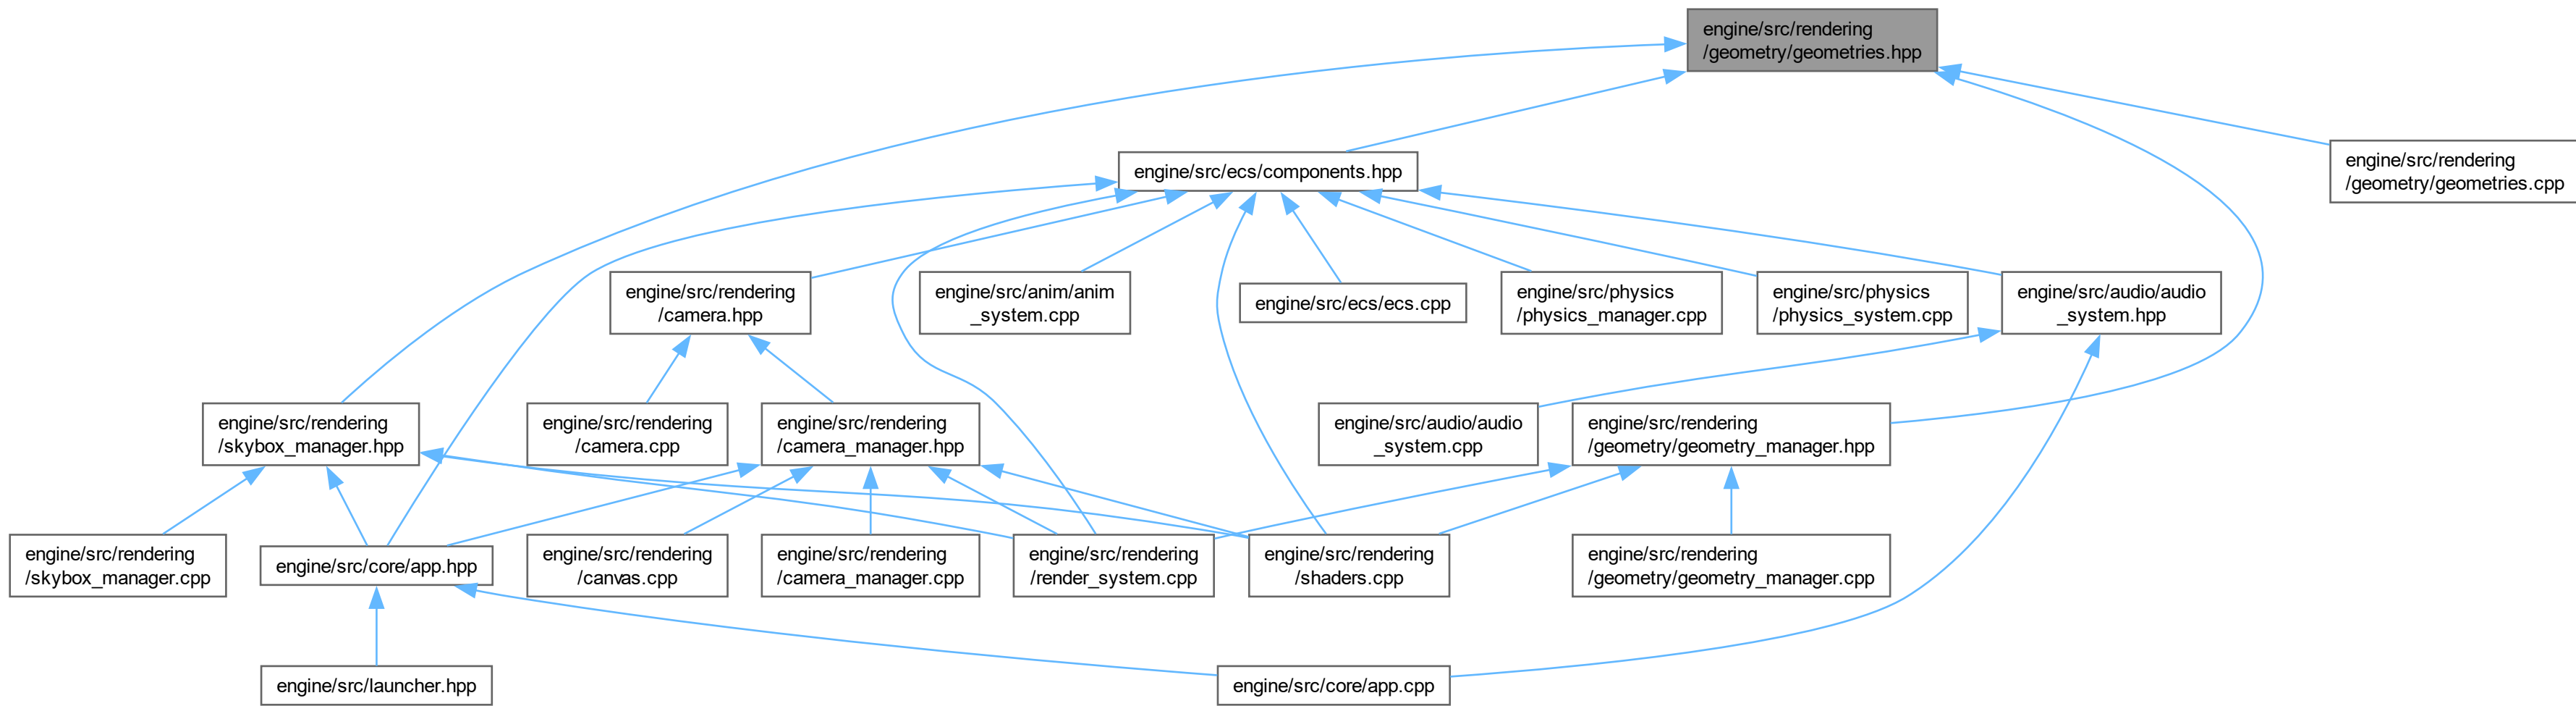 engine/src/rendering
/geometry/geometries.hpp
engine/src/ecs/components.hpp
engine/src/rendering
/geometry/geometries.cpp
engine/src/rendering
/camera.hpp
engine/src/anim/anim
_system.cpp
engine/src/ecs/ecs.cpp
engine/src/physics
/physics_manager.cpp
engine/src/physics
/physics_system.cpp
engine/src/audio/audio
_system.hpp
engine/src/rendering
/skybox_manager.hpp
engine/src/rendering
/camera.cpp
engine/src/rendering
/camera_manager.hpp
engine/src/audio/audio
_system.cpp
engine/src/rendering
/geometry/geometry_manager.hpp
engine/src/rendering
/skybox_manager.cpp
engine/src/core/app.hpp
engine/src/rendering
/canvas.cpp
engine/src/rendering
/camera_manager.cpp
engine/src/rendering
/render_system.cpp
engine/src/rendering
/shaders.cpp
engine/src/rendering
/geometry/geometry_manager.cpp
engine/src/launcher.hpp
engine/src/core/app.cpp